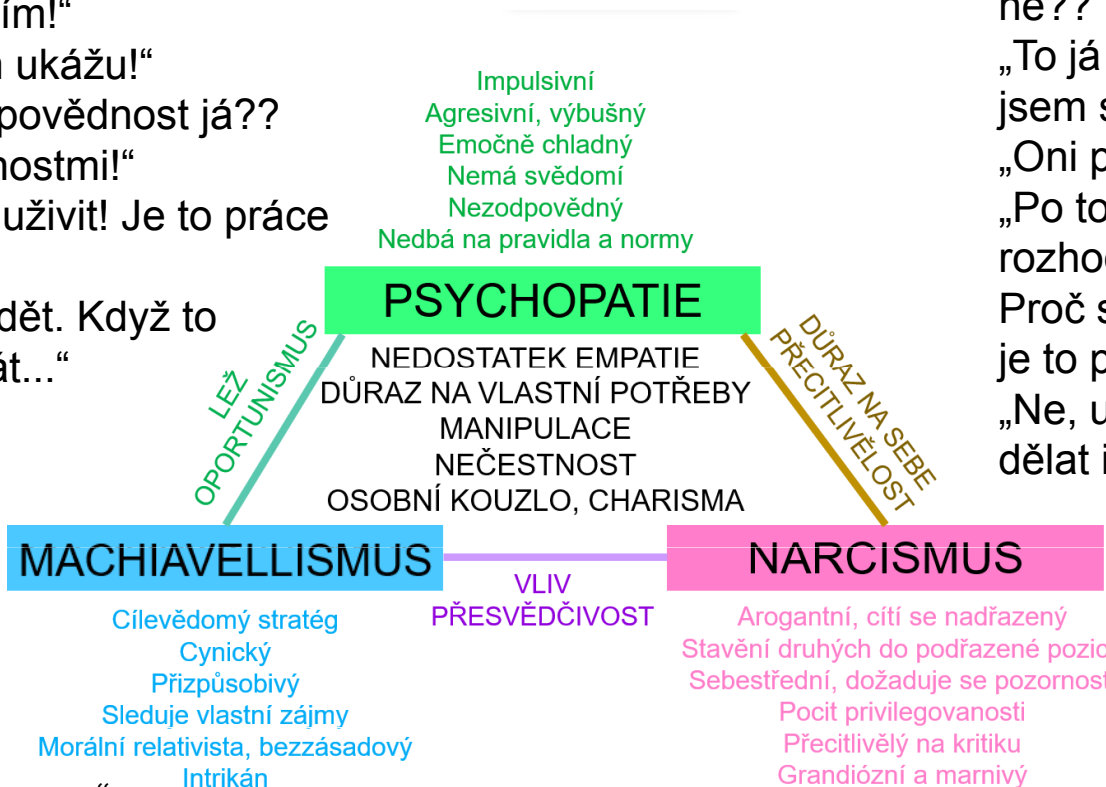 ím!“
ukážu!“
povědnost já??
nostmi!“
uživit! Je to práce
dět. Když to
át...“
Impulsivní
Agresivní, výbušný
Emočně chladný
Nemá svědomí
Nezodpovědný
Nedbá na pravidla a normy
PSYCHOPATIE
NEDOSTATEK EMPATIE
DŮRAZ NA VLASTNÍ POTŘEBY
MANIPULACE
NEČESTNOST
OSOBNÍ KOUZLO, CHARISMA
LEŽ
OPORTUNISMUS
DŮRAZ NA SEBE
PŘECITLIVĚLOST
MACHIAVELLISMUS
VLIV
PŘESVĚDČIVOST
NARCISMUS
Cílevědomý stratég
Cynický
Přizpůsobivý
Sleduje vlastní zájmy
Morální relativista, bezzásadový
Intrikán
Arogantní, cítí se nadřazený
Stavění druhých do podřazené pozic
Sebestřední, dožaduje se pozornost
Pocit privilegovanosti
Přecitlivělý na kritiku
Grandiózní a marnivý
ne??
„To já
jsem s
„Oni p
„Po to
rozho
Proč s
je to p
„Ne, u
dělat i